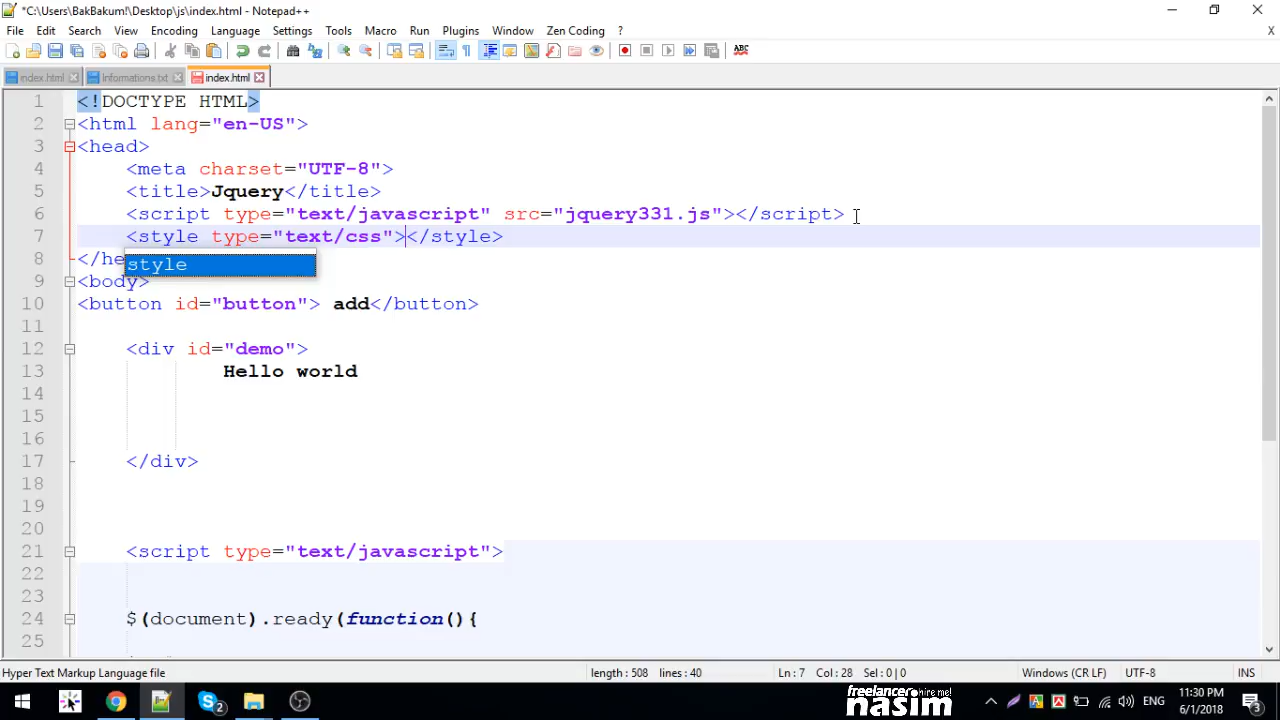 *C:\Users\BakBakum!\Desktop\js\index.html - Notepad++
File Edit Search View Encoding Language Settings Tools Macro Run Plugins Window Zen Coding ? X
index.html Informations.txt index.html
1 <!DOCTYPE HTML>
2 <html lang="en-US">
3 <head>
4 <meta charset="UTF-8">
5 <title>Jquery</title>
6 <script type="text/javascript" src="jquery331.js"></script>
7 <style type="text/css"></style>
8 </he
style
9 <body>
10 <button id="button"> add</button>
11
12 <div id="demo">
13 Hello world
14
15
16
17 </div>
18
19
20
21 <script type="text/javascript">
22
23
24 $(document).ready(function(){
25
Hyper Text Markup Language file length : 508 lines : 40 Ln : 7 Col : 28 Sel : 0 | 0 Windows (CR LF) UTF-8 INS
freelancer hire me!
nasim
2 ENG 11:30 PM
6/1/2018 3